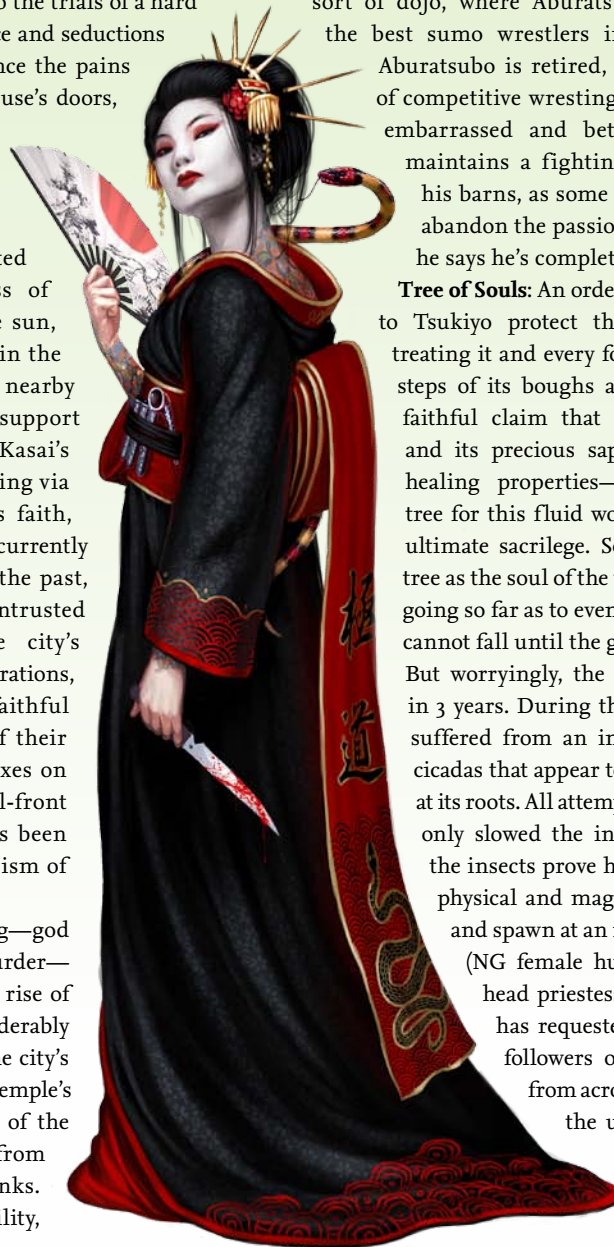 o the trials of a hard
ce and seductions
nce the pains
use's doors,
ted
s of
e sun,
in the
nearby
support
Kasai's
ing via
s faith,
currently
the past,
ntrusted
e city's
rations,
aithful
f their
xes on
l-front
s been
ism of
g—god
urder—
rise of
derably
e city's
emple's
of the
from
nks.
ility,
極
道
sort of dojo, where Aburats
the best sumo wrestlers i
Aburatsubo is retired,
of competitive wresting
embarrassed and bet
maintains a fightin
his barns, as some
abandon the passio
he says he's complet
Tree of Souls: An orde
to Tsukiyo protect th
treating it and every fo
steps of its boughs a
faithful claim that
and its precious sap
healing properties—
tree for this fluid wo
ultimate sacrilege. S
tree as the soul of the
going so far as to even
cannot fall until the g
But worryingly, the
in 3 years. During th
suffered from an in
cicadas that appear t
at its roots. All attemp
only slowed the in
the insects prove h
physical and mag
and spawn at an
(NG female hu
head priestes
has requeste
followers o
from acro
the u